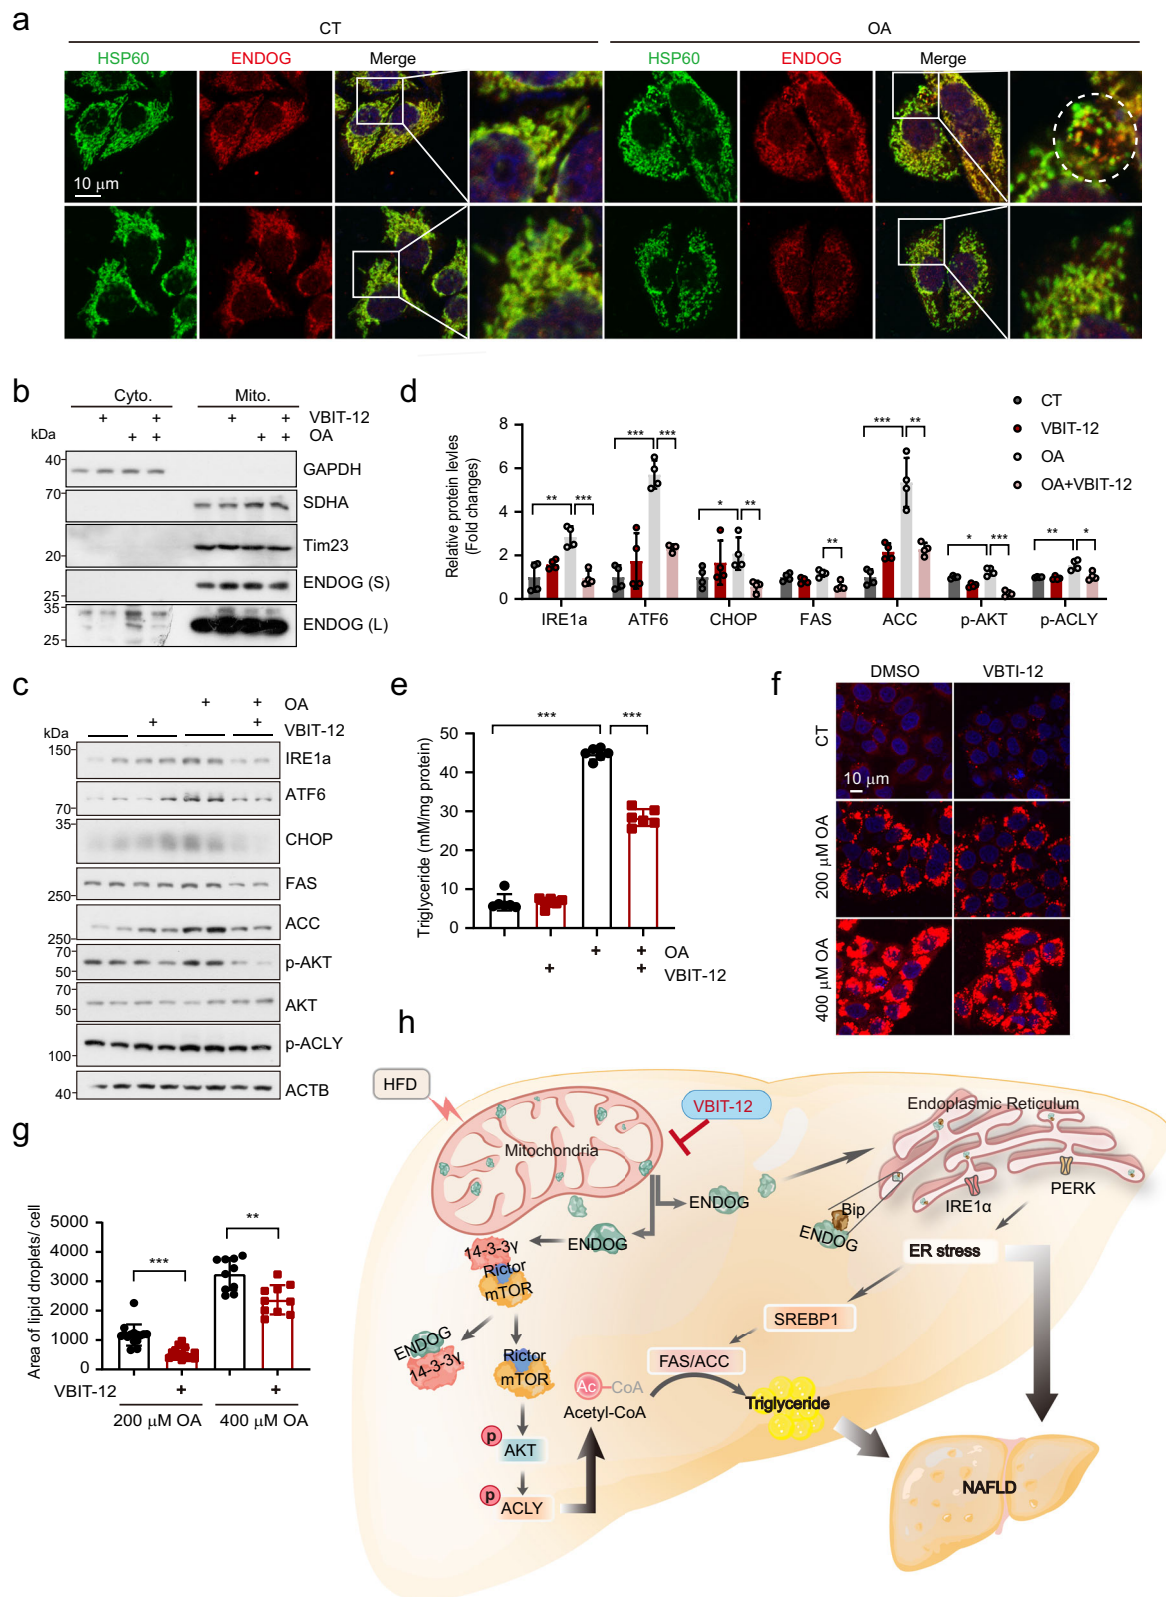 a
CT
OA
HSP60
ENDOG
Merge
HSP60
ENDOG
Merge
10 μm
b
Cyto.
Mito.
+ + + + VBIT-12
kDa
+ + + + OA
40
GAPDH
70
SDHA
20
Tim23
25
ENDOG (S)
35
25
ENDOG (L)
c
+ + OA
+ + VBIT-12
kDa
150
IRE1a
70
ATF6
35
CHOP
250
FAS
250
ACC
70
50
p-AKT
70
50
AKT
100
p-ACLY
40
ACTB
d
CT
VBIT-12
OA
OA+VBIT-12
Relative protein levles
(Fold changes)
8
6
4
2
0
** ***
*** ***
* **
**
*** **
* ***
** *
IRE1a
ATF6
CHOP
FAS
ACC
p-AKT
p-ACLY
e
*** ***
Triglyceride (mM/mg protein)
50
40
30
20
10
0
+ + OA
+ + VBIT-12
f
DMSO
VBTI-12
CT
10 μm
200 μM OA
400 μM OA
g
Area of lipid droplets/ cell
5000
4000
3000
2000
1000
0
***
**
VBIT-12 + +
200 μM OA
400 μM OA
h
HFD
VBIT-12
Mitochondria
Endoplasmic Reticulum
IRE1α
PERK
ENDOG
Bip
ENDOG
ENDOG
14-3-3γ
Rictor
mTOR
ER stress
SREBP1
ENDOG
14-3-3γ
Rictor
mTOR
FAS/ACC
Ac
CoA
Acetyl-CoA
Triglyceride
p
AKT
p
ACLY
NAFLD